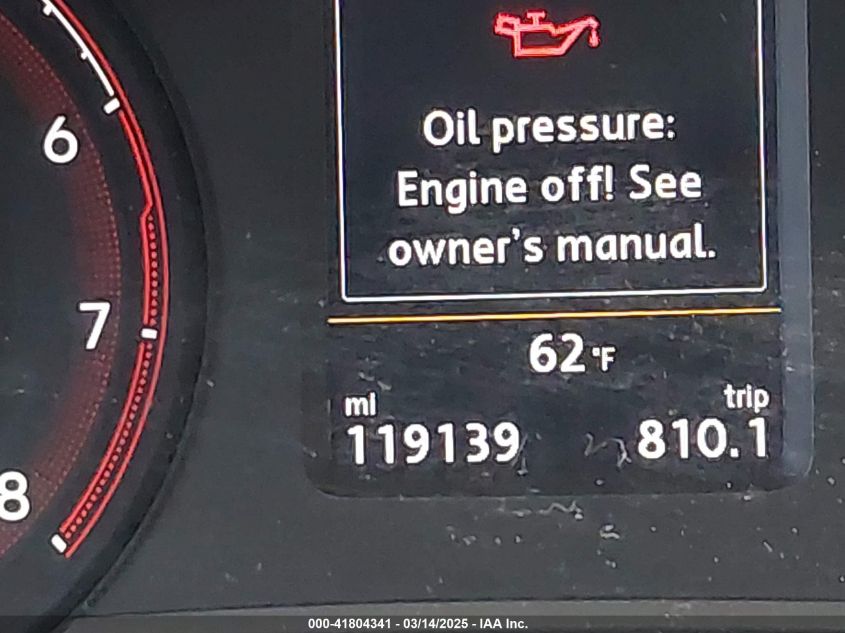 6
7
8
Oil pressure:
Engine off! See
owner's manual.
62 °F
mi
trip
119139
810.1
000-41804341 - 03/14/2025 - IAA Inc.